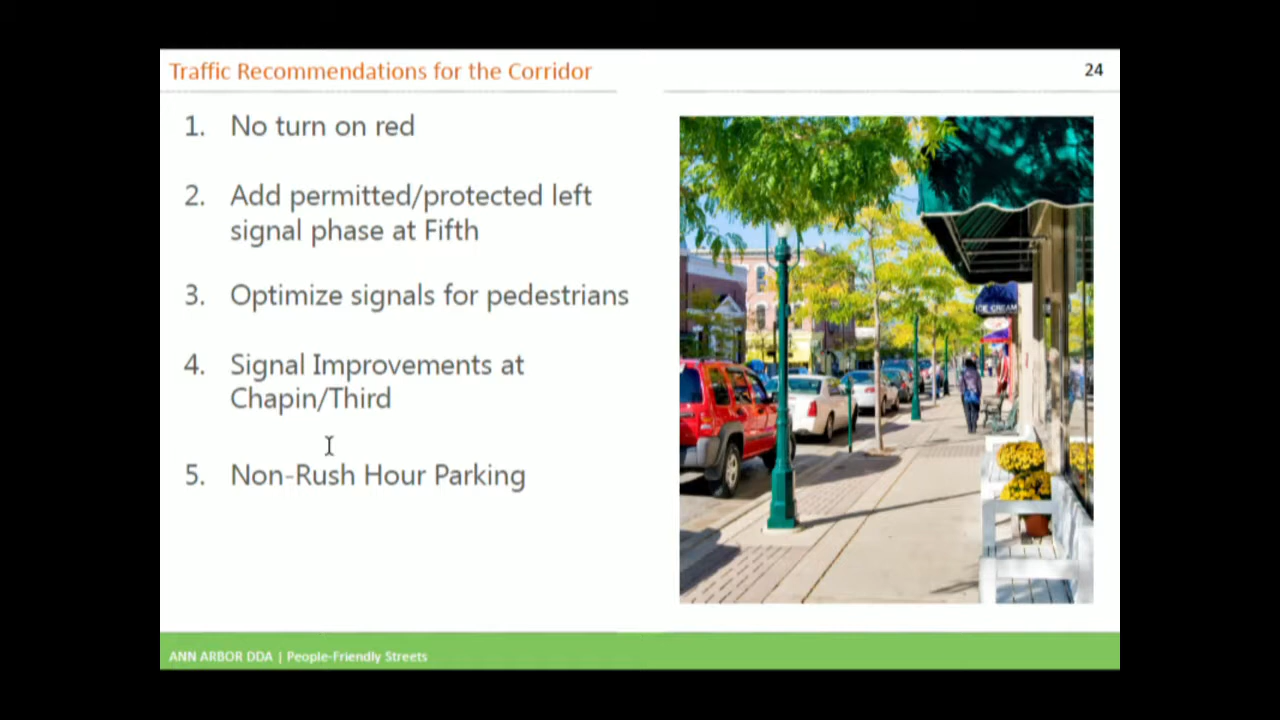 Traffic Recommendations for the Corridor
24
1. No turn on red
2. Add permitted/protected left
signal phase at Fifth
3. Optimize signals for pedestrians
4. Signal Improvements at
Chapin/Third
5. Non-Rush Hour Parking
ICE CREAM
ANN ARBOR DDA | People-Friendly Streets